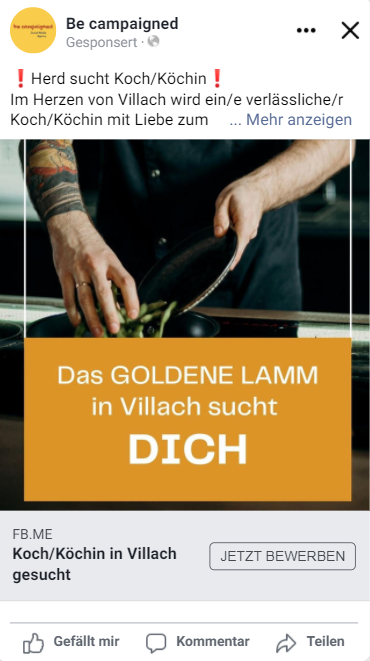 be campaigned
Be campaigned
Gesponsert ·
❗Herd sucht Koch/Köchin❗
Im Herzen von Villach wird ein/e verlässliche/r
Koch/Köchin mit Liebe zum ... Mehr anzeigen
Das GOLDENE LAMM
in Villach sucht
DICH
FB.ME
Koch/Köchin in Villach
gesucht
JETZT BEWERBEN
Gefällt mir
Kommentar
Teilen